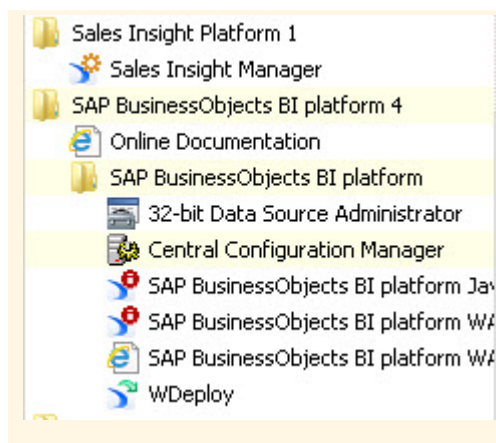 Sales Insight Platform 1
Sales Insight Manager
SAP BusinessObjects BI platform 4
Online Documentation
SAP BusinessObjects BI platform
32-bit Data Source Administrator
Central Configuration Manager
SAP BusinessObjects BI platform
SAP BusinessObjects BI platform
SAP BusinessObjects BI platform
WDeploy